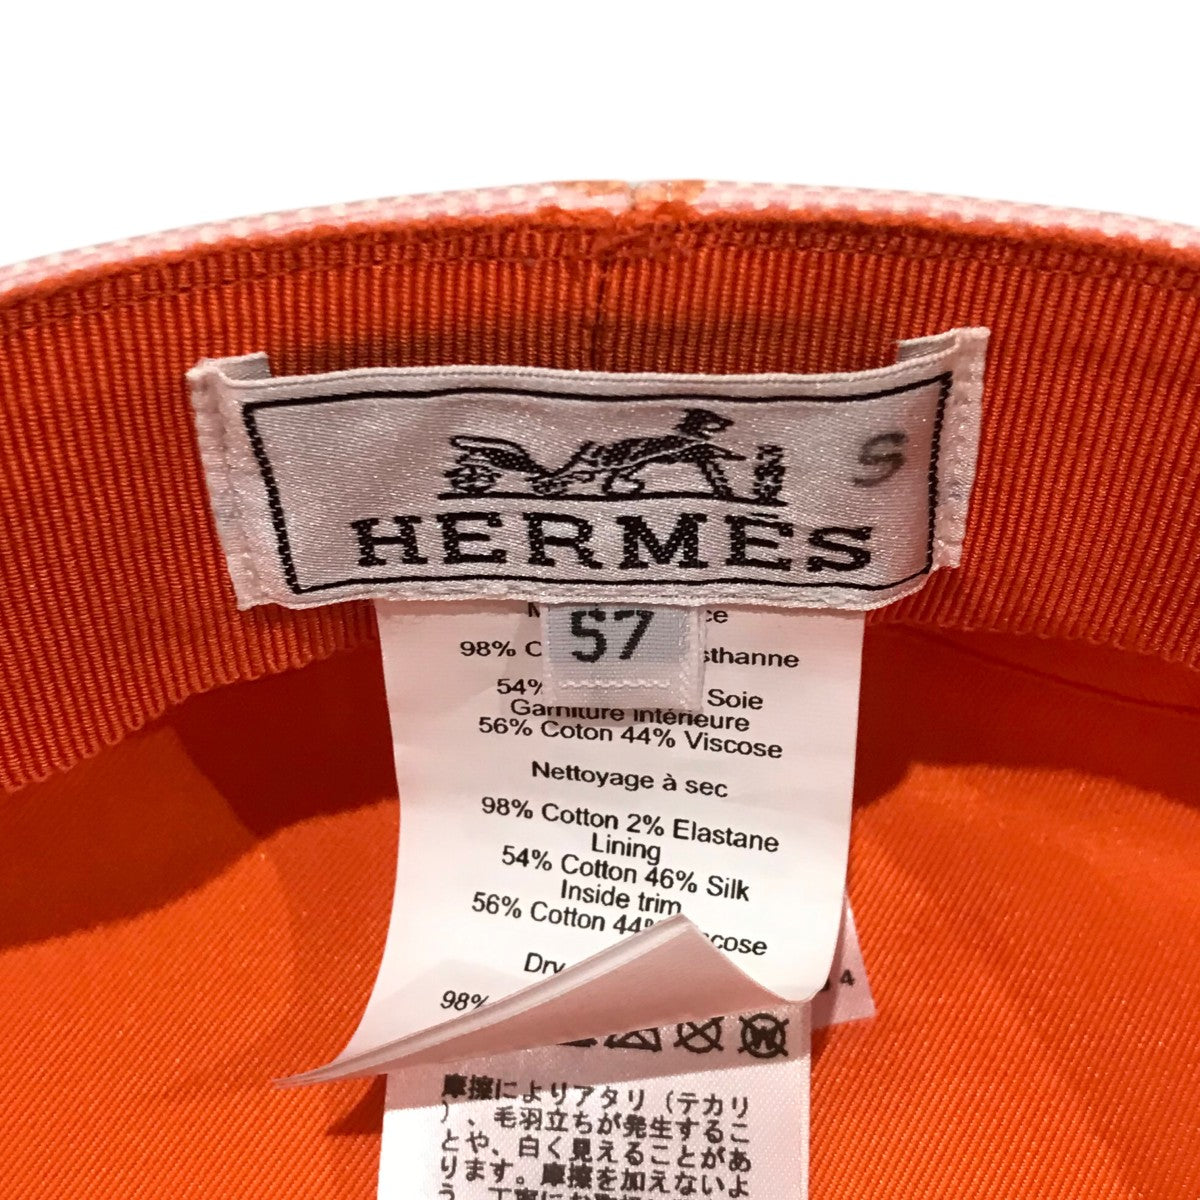 S
HERMES
57
98%
54% Soie
Garniture intérieure
56% Coton 44% Viscose
Nettoyage à sec
98% Cotton 2% Elastane
Lining
54% Cotton 46% Silk
Inside trim
56% Cotton 44%
Dry
98%
4
摩擦によりアタリ（テカリ
）、毛羽立ちが発生するこ
とや、白く見えることがあ
ります。摩擦を加えないよ